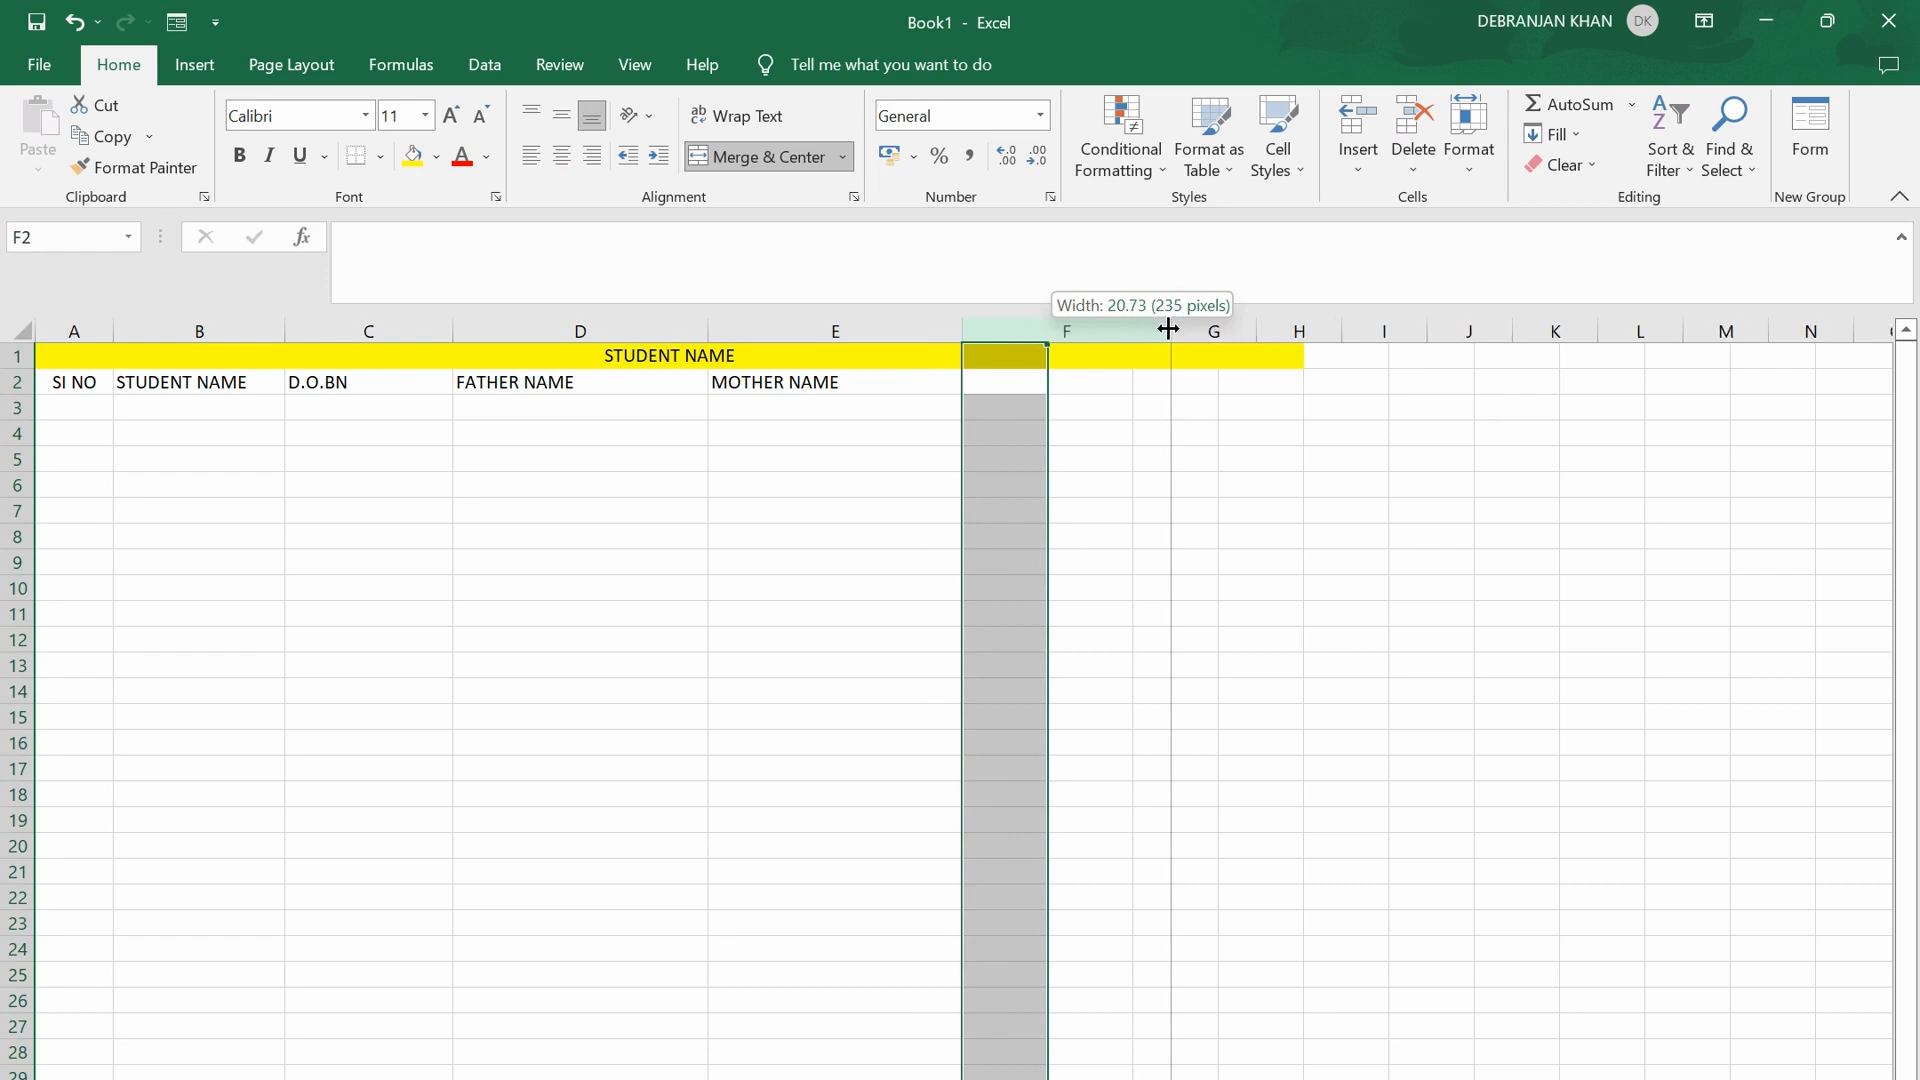 Book1 - Excel
DEBRANJAN KHAN DK
File Home Insert Page Layout Formulas Data Review View Help Tell me what you want to do
Paste
Cut
Copy
Format Painter
Clipboard
Calibri 11
B I U A
Font
ab Wrap Text
Merge & Center
Alignment
General
% , .00 .00
Number
Conditional Formatting
Format as Table
Cell Styles
Styles
Insert Delete Format
Cells
AutoSum
Fill
Clear
Sort & Filter
Find & Select
Editing
Form
New Group
F2 fx
Width: 20.73 (235 pixels)
A B C D E F G H I J K L M N
1 STUDENT NAME
2 SI NO STUDENT NAME D.O.BN FATHER NAME MOTHER NAME
3
4
5
6
7
8
9
10
11
12
13
14
15
16
17
18
19
20
21
22
23
24
25
26
27
28
29